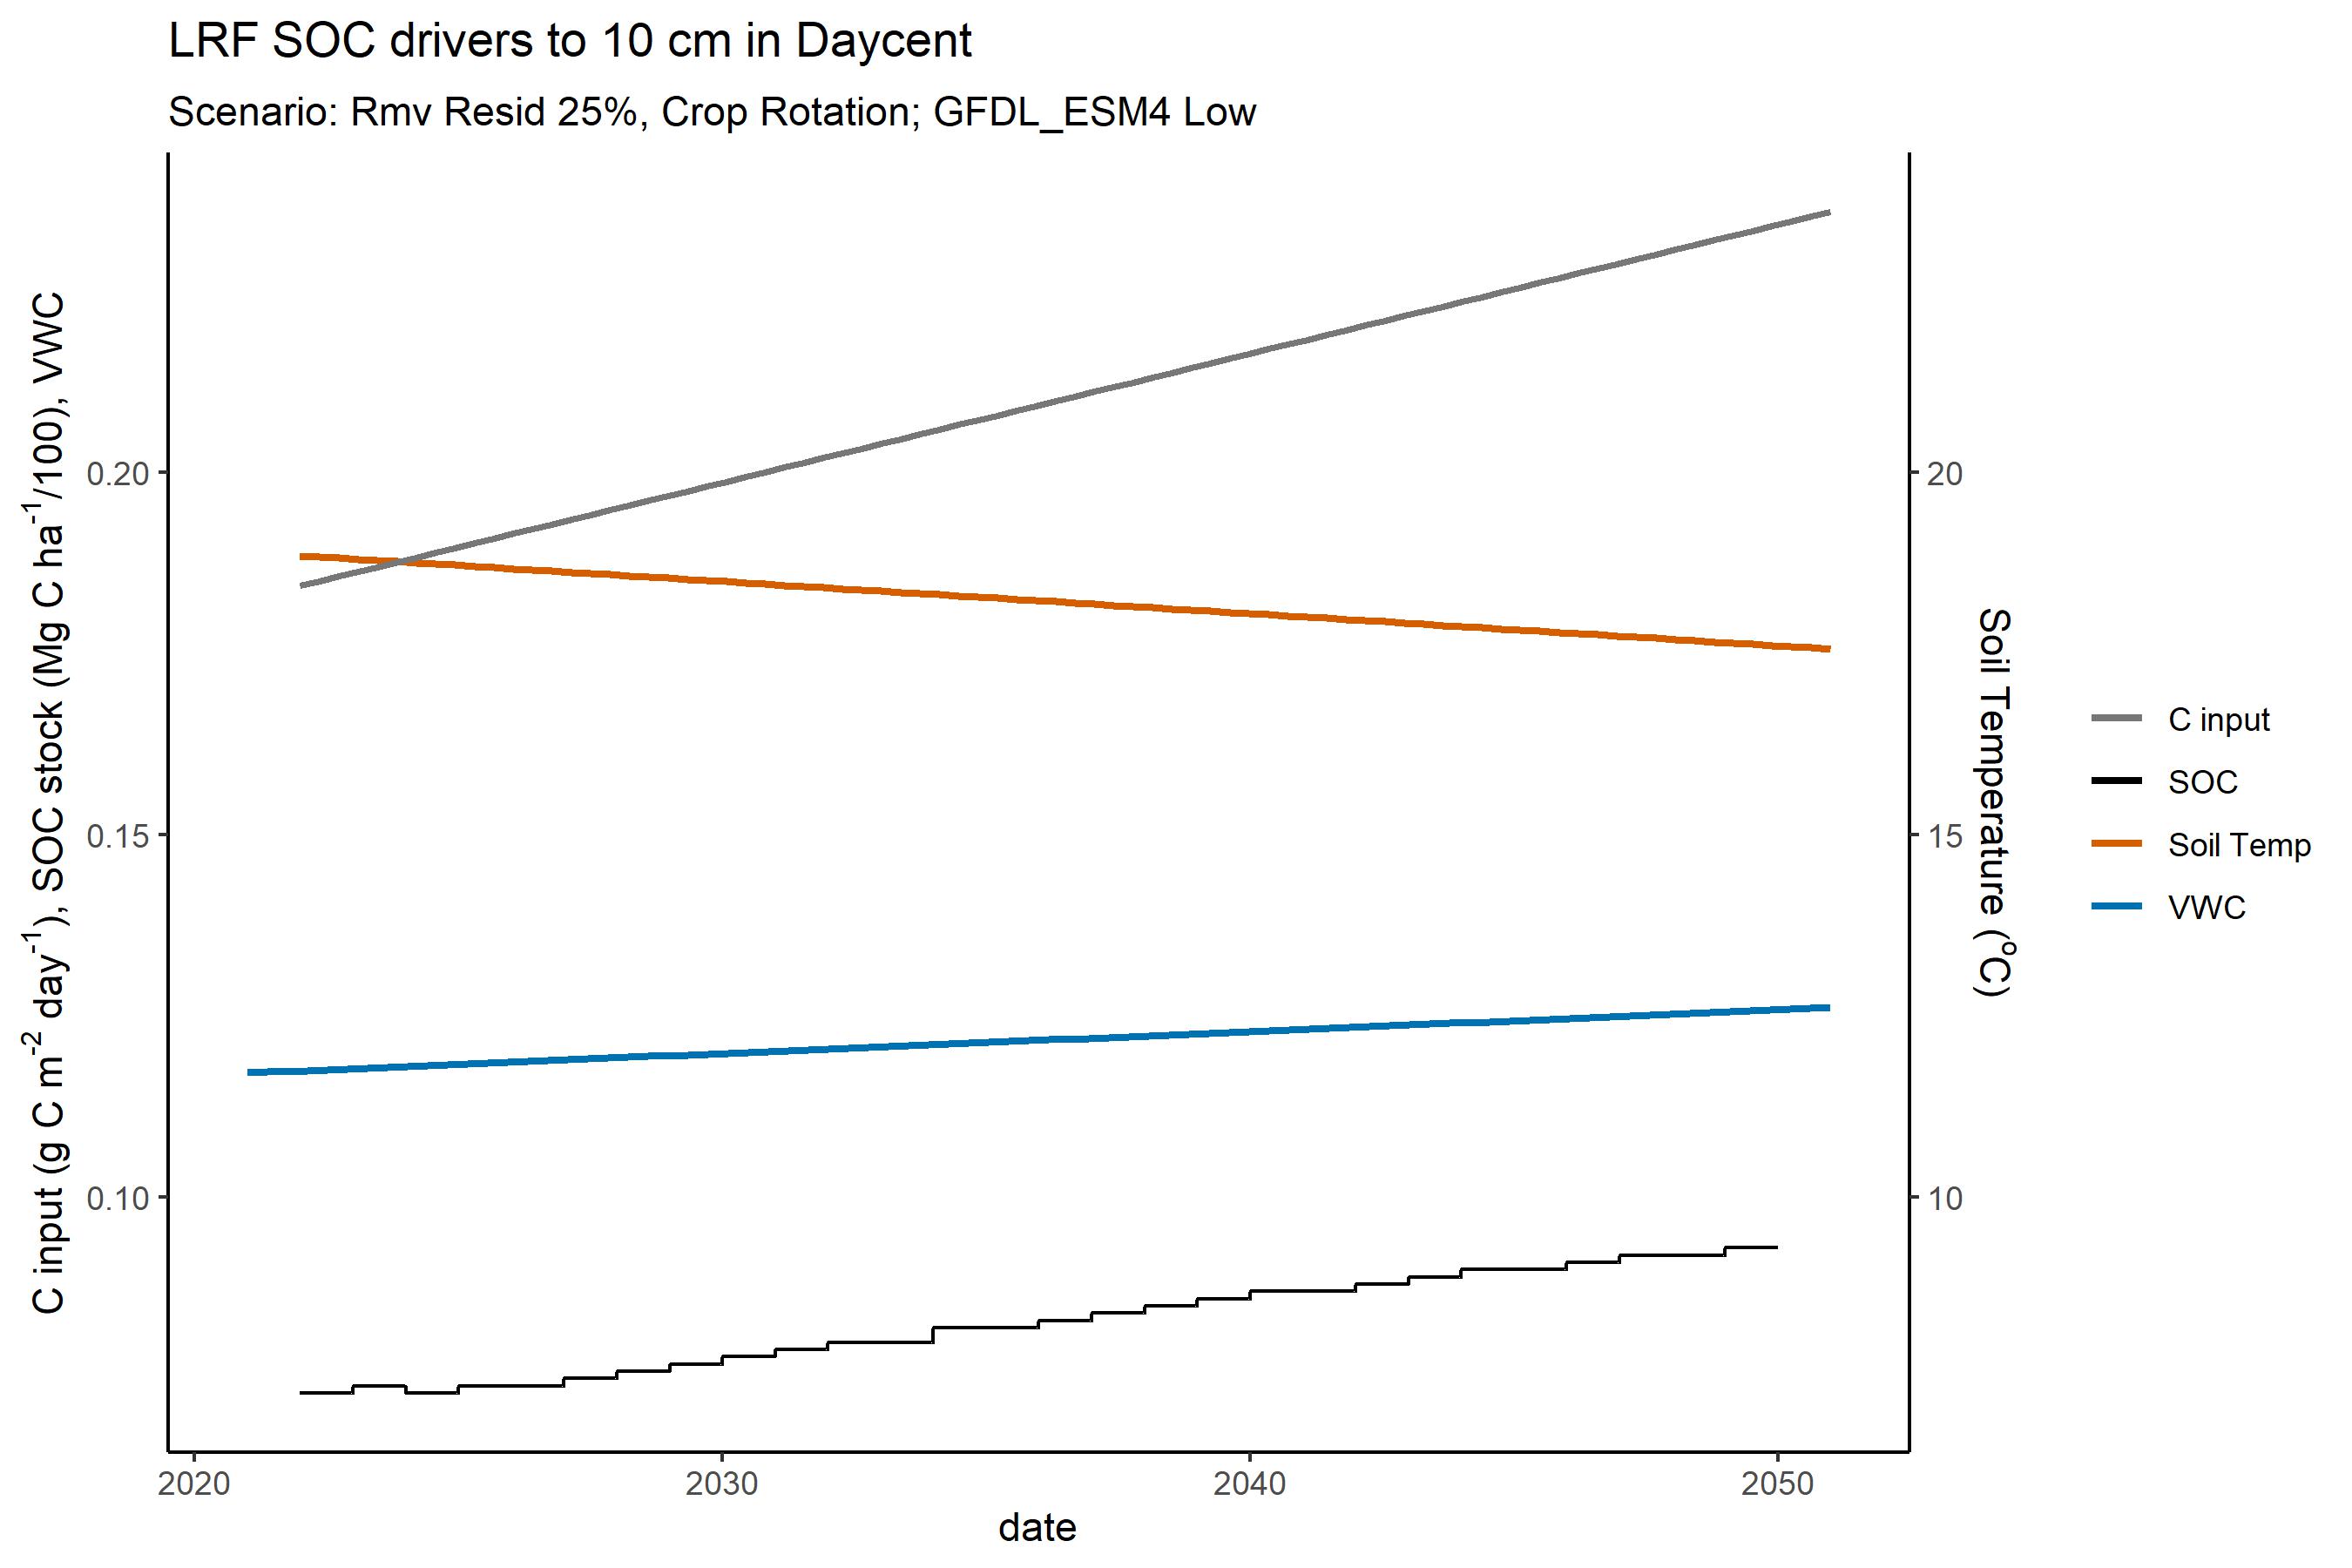 LRF SOC drivers to 10 cm in Daycent
Scenario: Rmv Resid 25%, Crop Rotation; GFDL_ESM4 Low
C input (g C m⁻² day⁻¹), SOC stock (Mg C ha⁻¹/100), VWC
0.20
0.15
0.10
20
15
10
Soil Temperature (°C)
C input
SOC
Soil Temp
VWC
2020
2030
2040
2050
date